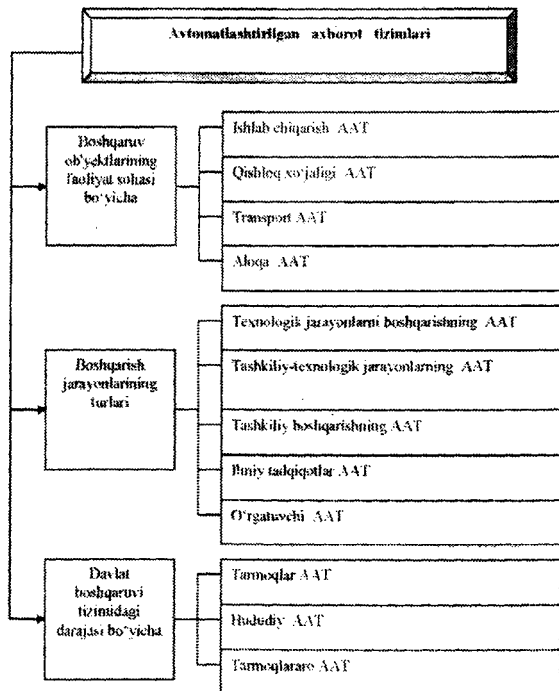 Avtomatlashtirilgan axborot tizimlari
Boshqaruv
ob'yektlarining
faoliyat sohasi
bo'yicha
Ishlab chiqarish AAT
Qishloq xo'jaligi AAT
Transport AAT
Aloqa AAT
Boshqarish
jarayonlarining
turlari
Texnologik jarayonlarni boshqarishning AAT
Tashkiliy-texnologik jarayonlarning AAT
Tashkiliy boshqarishning AAT
Ilmiy tadqiqotlar AAT
O'rgatuvchi AAT
Davlat
boshqaruvi
tizimidagi
darajasi bo'yicha
Tarmoqlar AAT
Hududiy AAT
Tarmoqlararo AAT